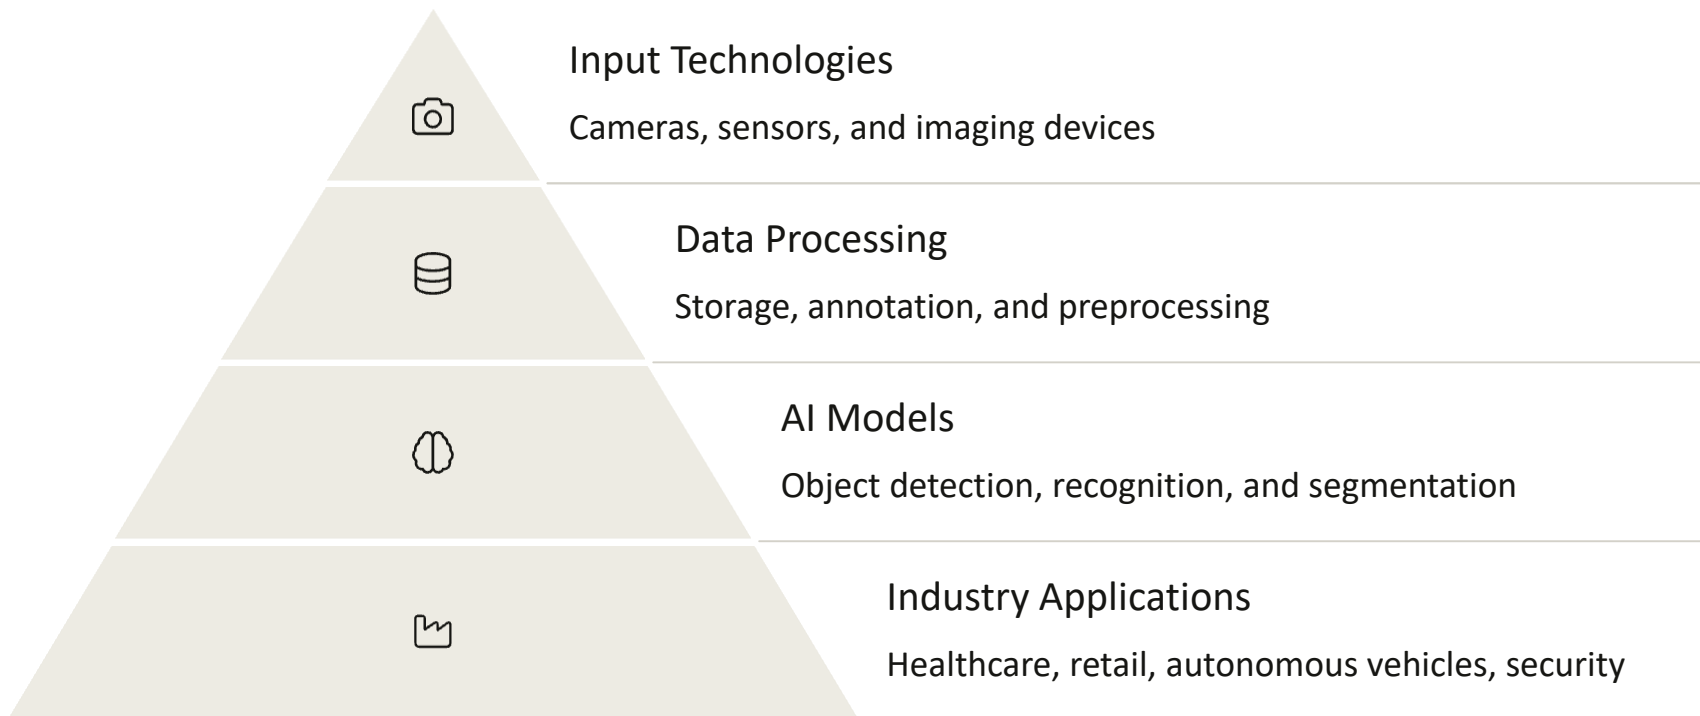 Input Technologies
Cameras, sensors, and imaging devices
Data Processing
Storage, annotation, and preprocessing
AI Models
Object detection, recognition, and segmentation
Industry Applications
Healthcare, retail, autonomous vehicles, security